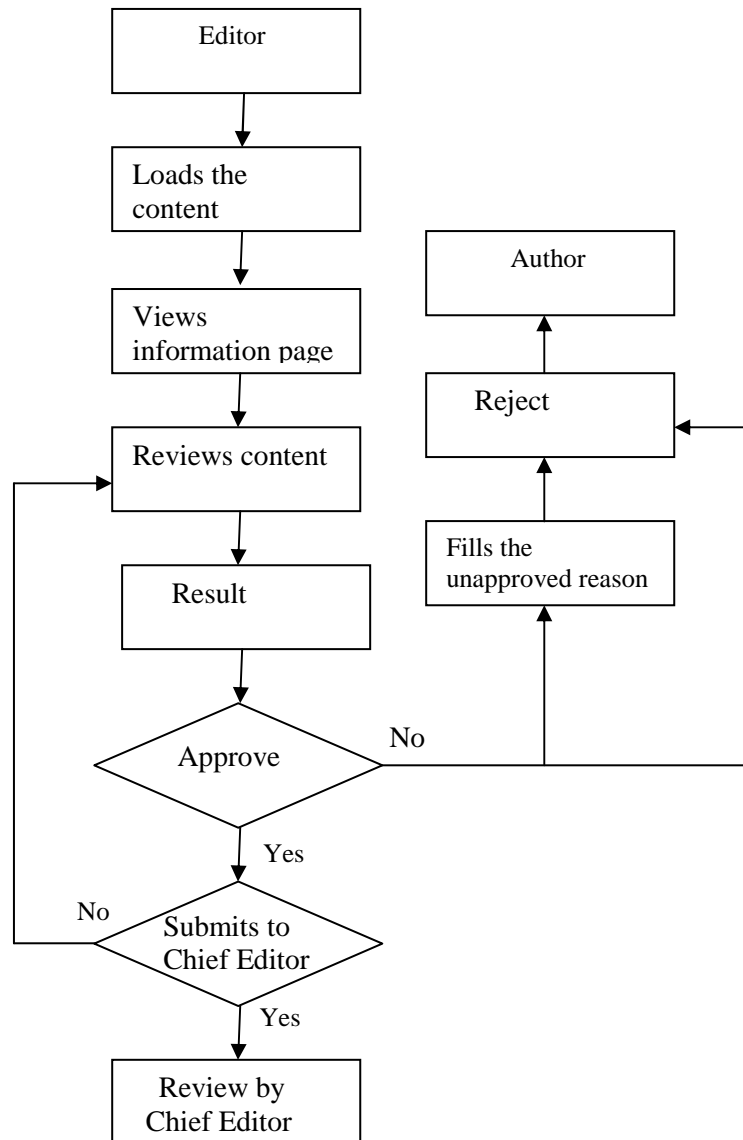 Editor
Loads the
content
Views
information page
Reviews content
Result
Approve
No
Yes
Submits to
Chief Editor
No
Yes
Review by
Chief Editor
Author
Reject
Fills the
unapproved reason